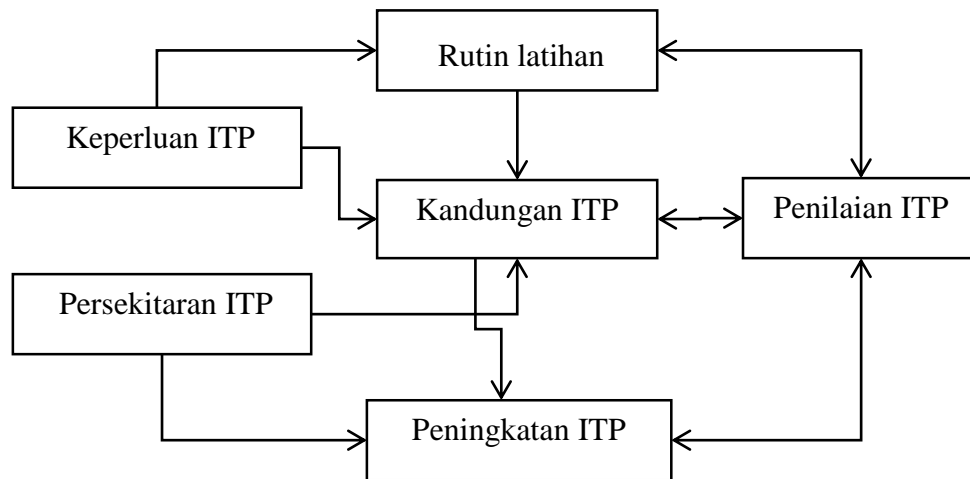 Rutin latihan
Keperluan ITP
Kandungan ITP
Penilaian ITP
Persekitaran ITP
Peningkatan ITP